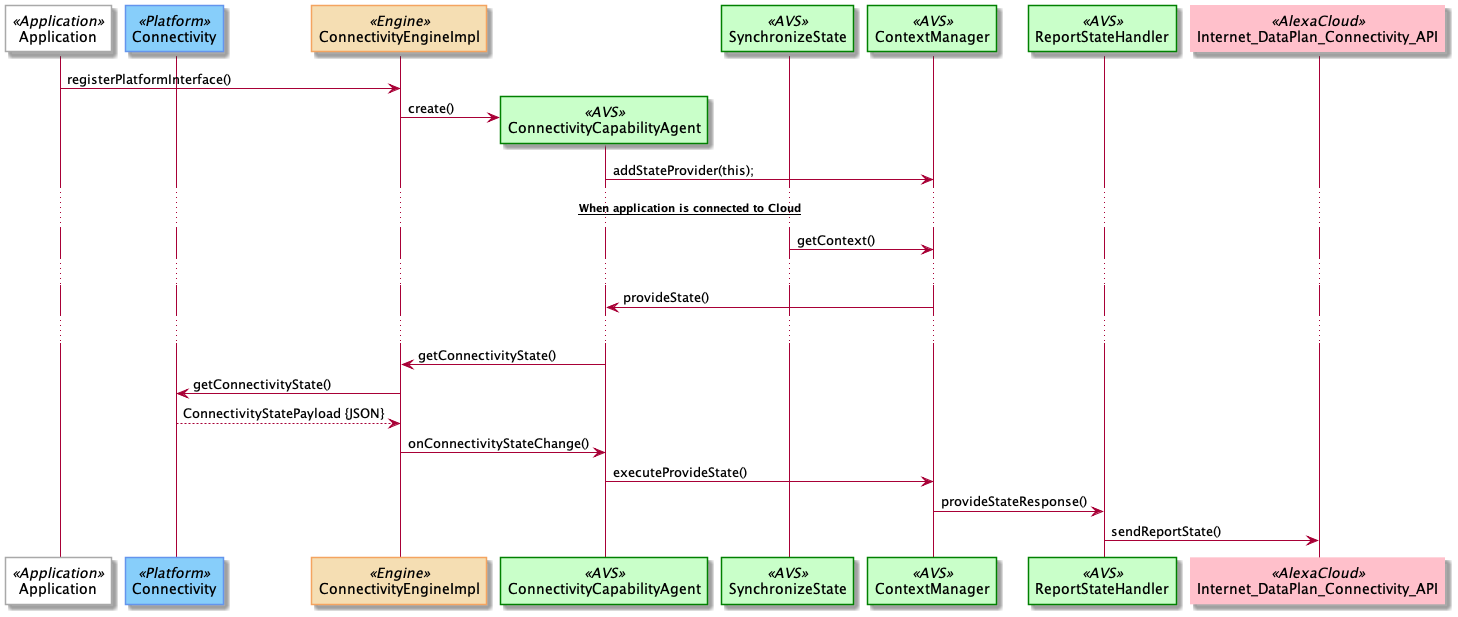 «Application»
Application
«Platform»
Connectivity
«Engine»
ConnectivityEngineImpl
«AVS»
SynchronizeState
«AVS»
ContextManager
«AVS»
ReportStateHandler
«AlexaCloud»
Internet_DataPlan_Connectivity_API
registerPlatformInterface()
create()
«AVS»
ConnectivityCapabilityAgent
addStateProvider(this);
When application is connected to Cloud
getContext()
provideState()
getConnectivityState()
getConnectivityState()
ConnectivityStatePayload {JSON}
onConnectivityStateChange()
executeProvideState()
provideStateResponse()
sendReportState()
«Application»
Application
«Platform»
Connectivity
«Engine»
ConnectivityEngineImpl
«AVS»
ConnectivityCapabilityAgent
«AVS»
SynchronizeState
«AVS»
ContextManager
«AVS»
ReportStateHandler
«AlexaCloud»
Internet_DataPlan_Connectivity_API